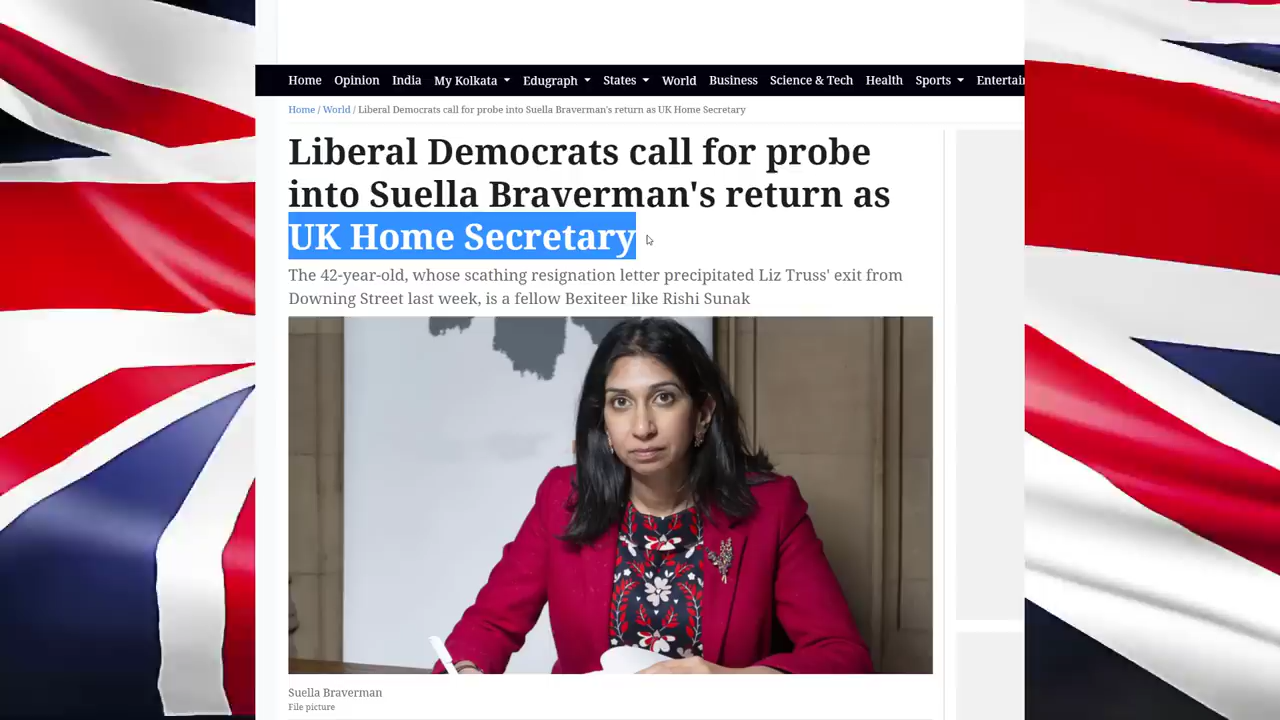 Home Opinion India My Kolkata Edugraph States World Business Science & Tech Health Sports Entertain
Home / World / Liberal Democrats call for probe into Suella Braverman's return as UK Home Secretary
Liberal Democrats call for probe
into Suella Braverman's return as
UK Home Secretary
The 42-year-old, whose scathing resignation letter precipitated Liz Truss' exit from
Downing Street last week, is a fellow Bexiteer like Rishi Sunak
Suella Braverman
File picture